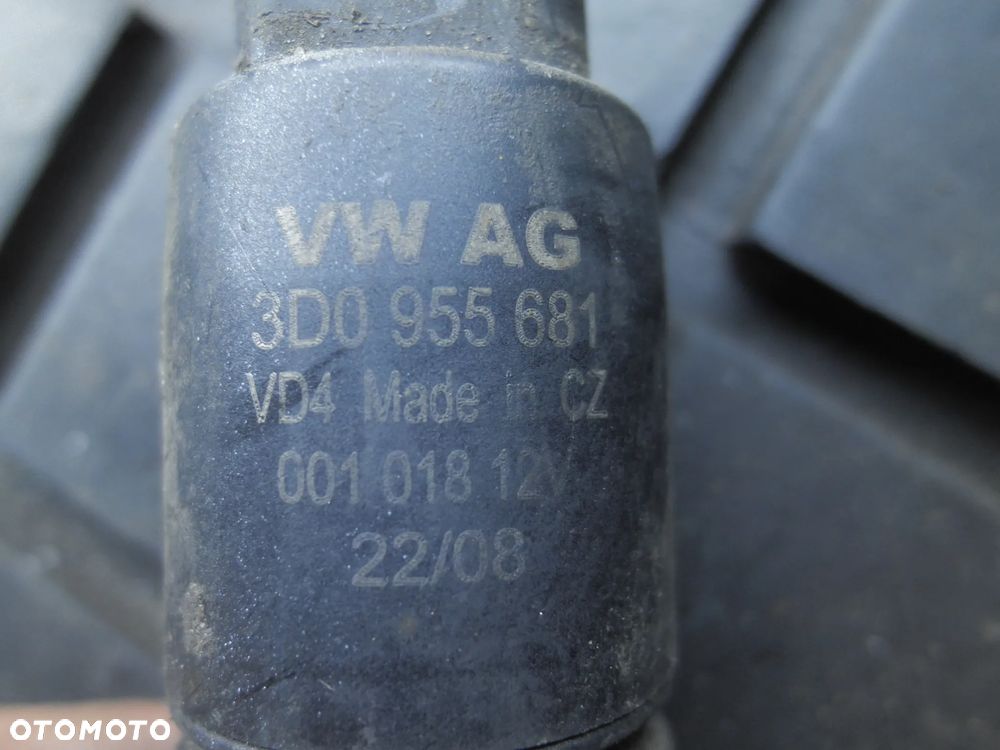 VW AG
3D0 955 681
VD4 Made in CZ
001 018 12V
22/08
OTOMOTO